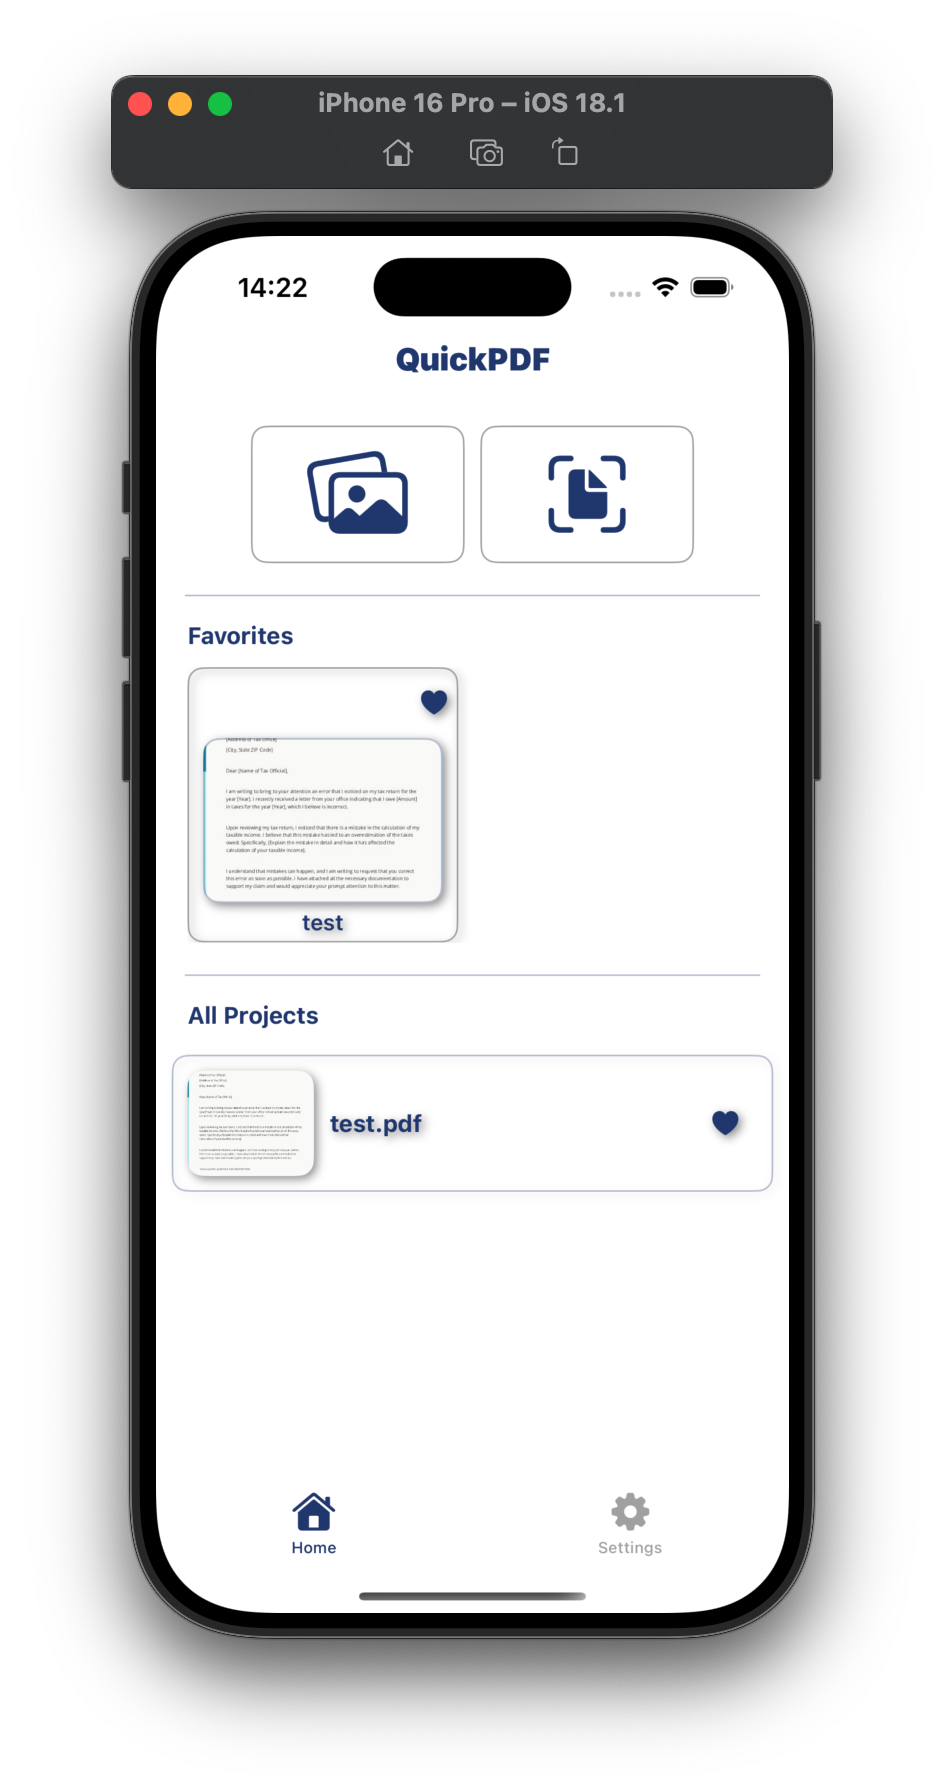 iPhone 16 Pro – iOS 18.1
14:22
QuickPDF
Favorites
[Address of Tax Office]
[City, State ZIP Code]
Dear [Name of Tax Official],
I am writing to bring to your attention an error that I noticed on my tax return for the
year [Year]. I recently received a letter from your office indicating that I owe [Amount]
in taxes for the year [Year], which I believe is incorrect.
Upon reviewing my tax return, I noticed that there is a mistake in the calculation of my
taxable income. I believe that this mistake has led to an overestimation of the taxes
owed. Specifically, [Explain the mistake in detail and how it has affected the
calculation of your taxable income].
I understand that mistakes can happen, and I am writing to request that you correct
this error as soon as possible. I have attached all the necessary documentation to
support my claim and would appreciate your prompt attention to this matter.
test
All Projects
test.pdf
Home
Settings